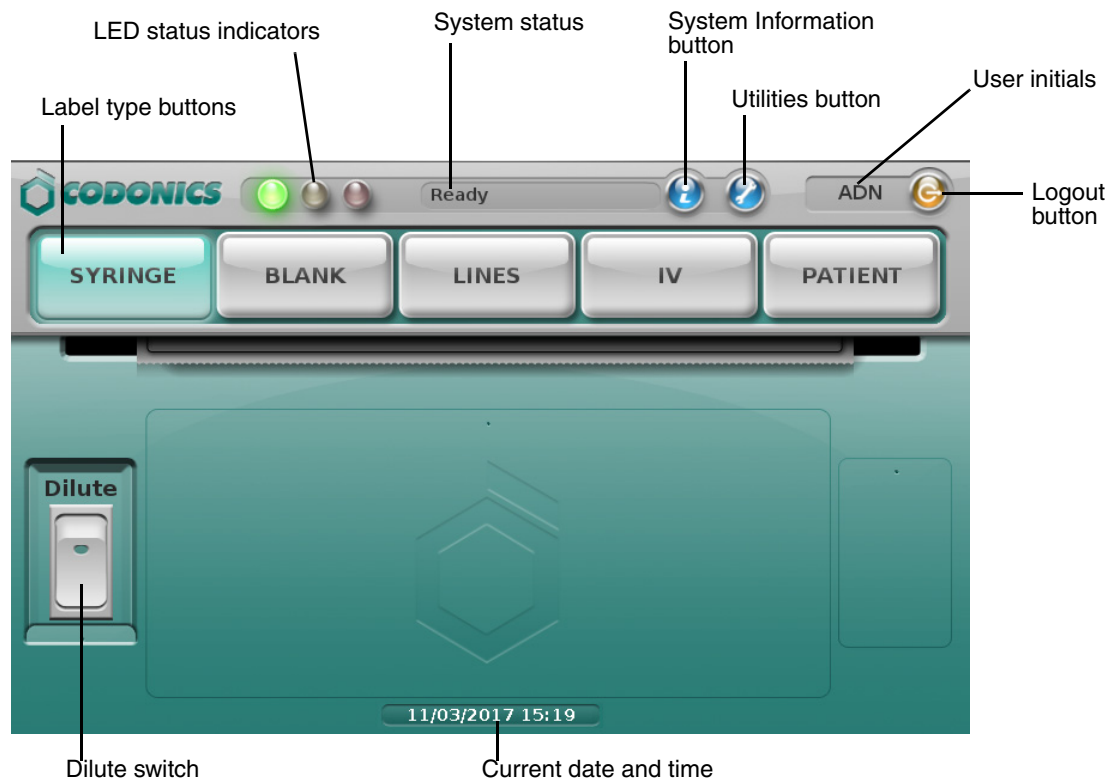 System status
System Information
button
LED status indicators
User initials
Utilities button
Label type buttons
CODONICS
Ready
ADN
Logout
button
SYRINGE
BLANK
LINES
IV
PATIENT
Dilute
11/03/2017 15:19
Dilute switch
Current date and time